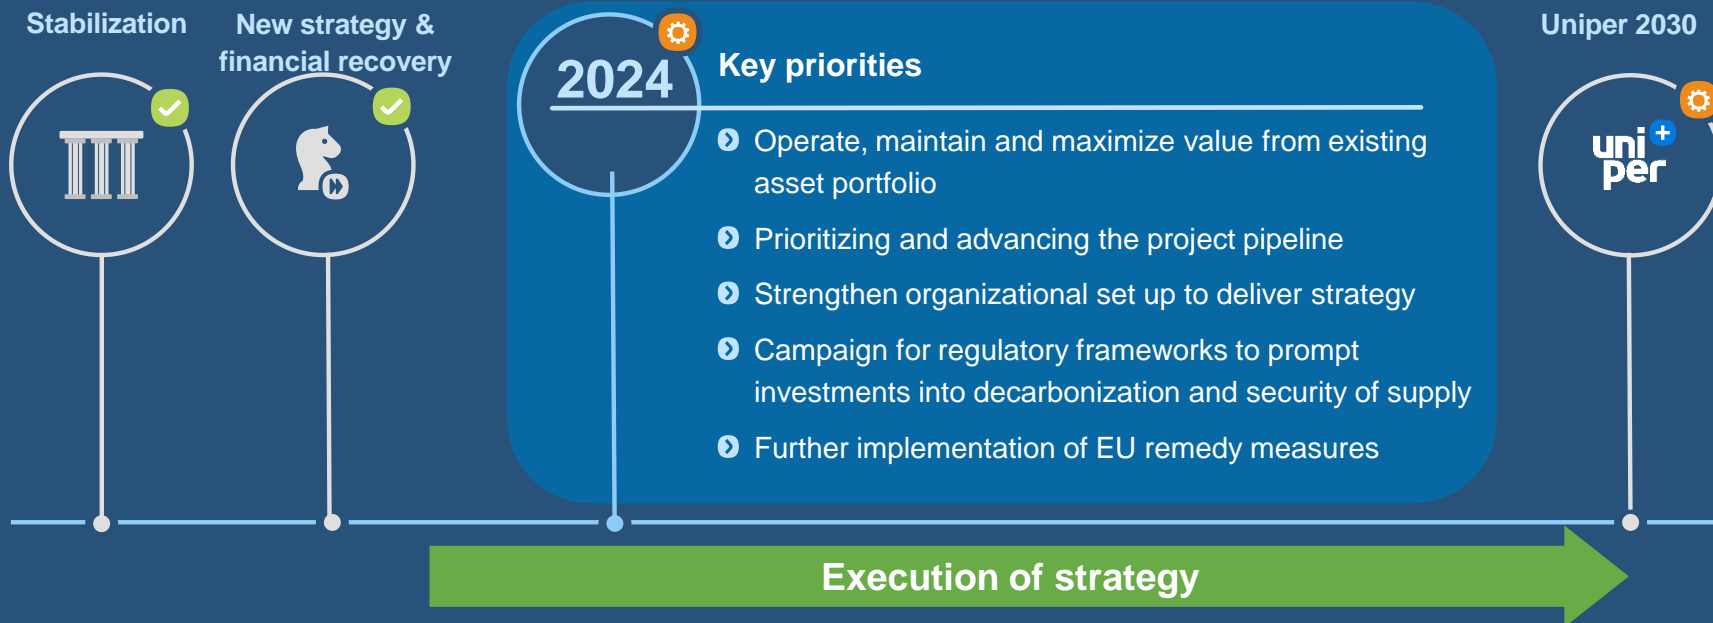 Stabilization
New strategy &
financial recovery
2024
Key priorities
Operate, maintain and maximize value from existing
asset portfolio
Prioritizing and advancing the project pipeline
Strengthen organizational set up to deliver strategy
Campaign for regulatory frameworks to prompt
investments into decarbonization and security of supply
Further implementation of EU remedy measures
Uniper 2030
uni
per
Execution of strategy